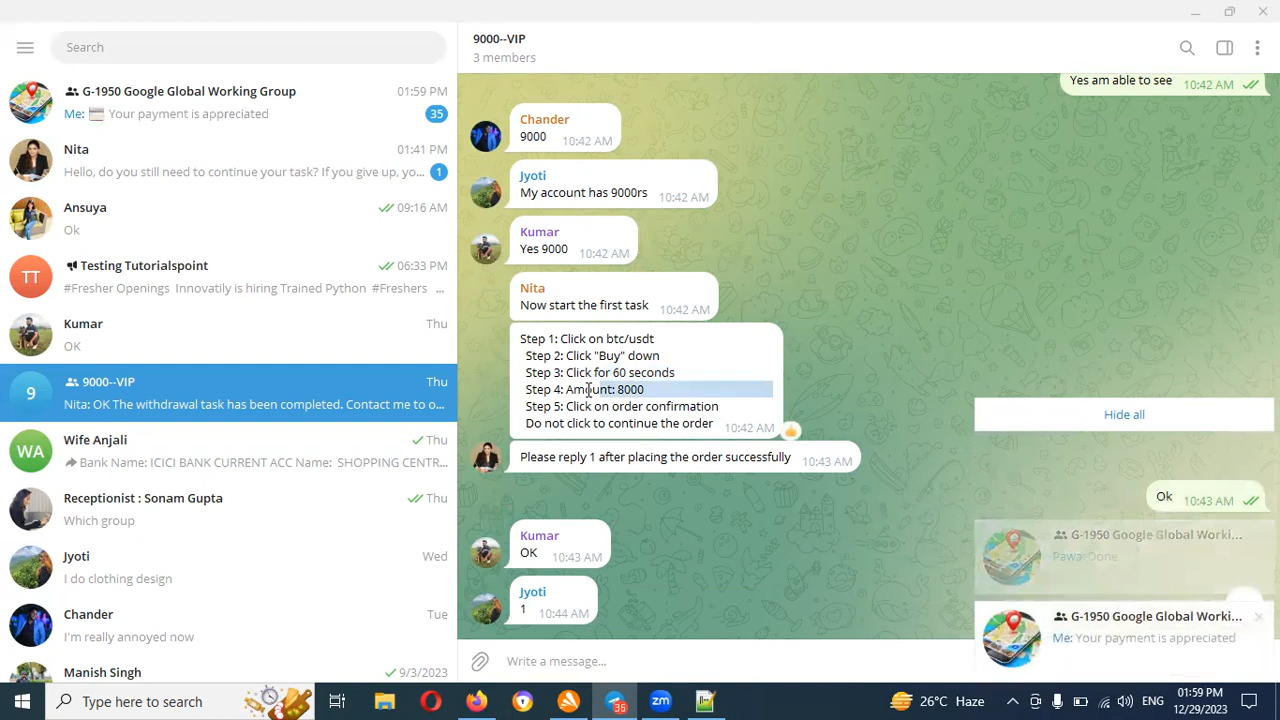 Search
G-1950 Google Global Working Group
01:59 PM
Me: Your payment is appreciated
35
Nita
01:41 PM
Hello, do you still need to continue your task? If you give up, yo...
1
Ansuya
09:16 AM
Ok
TT
Testing Tutorialspoint
06:33 PM
#Fresher Openings Innovatily is hiring Trained Python #Freshers ...
Kumar
Thu
OK
9
9000--VIP
Thu
Nita: OK The withdrawal task has been completed. Contact me to o...
WA
Wife Anjali
Thu
Bank Name: ICICI BANK CURRENT ACC Name: SHOPPING CENTR...
Receptionist : Sonam Gupta
Thu
Which group
Jyoti
Wed
I do clothing design
Chander
Tue
I'm really annoyed now
Manish Singh
9/3/2023
9000--VIP
3 members
Yes am able to see
10:42 AM
Chander
9000
10:42 AM
Jyoti
My account has 9000rs
10:42 AM
Kumar
Yes 9000
10:42 AM
Nita
Now start the first task
10:42 AM
Step 1: Click on btc/usdt
Step 2: Click "Buy" down
Step 3: Click for 60 seconds
Step 4: Amount: 8000
Step 5: Click on order confirmation
Do not click to continue the order
10:42 AM
Please reply 1 after placing the order successfully
10:43 AM
Ok
10:43 AM
Kumar
OK
10:43 AM
Jyoti
1
10:44 AM
Write a message...
Hide all
G-1950 Google Global Worki...
Pawa: Done
G-1950 Google Global Worki...
Me: Your payment is appreciated
Type here to search
35
zm
26°C Haze
ENG
01:59 PM
12/29/2023